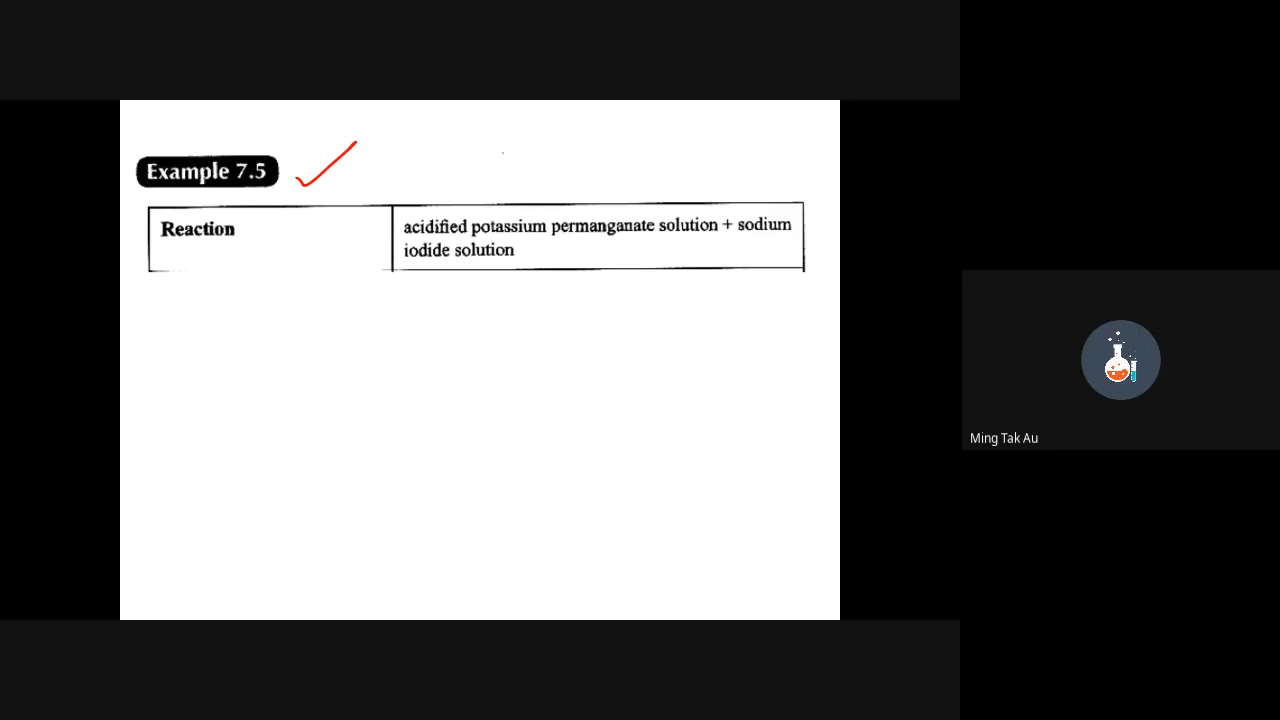 Example 7.5
Reaction
acidified potassium permanganate solution + sodium
iodide solution
Ming Tak Au